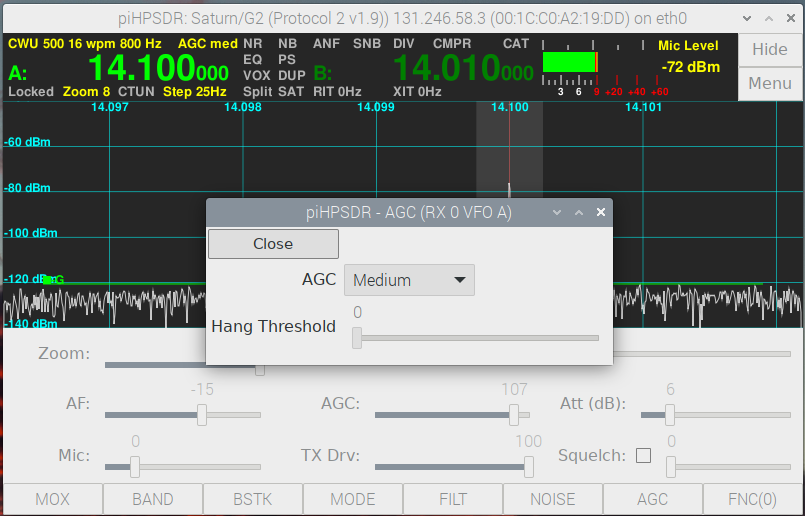 piHPSDR: Saturn/G2 (Protocol 2 v1.9)) 131.246.58.3 (00:1C:C0:A2:19:DD) on eth0
CWU 500 16 wpm 800 Hz AGC med NR NB ANF SNB DIV CMPR CAT
A: 14.100000 EQ PS
VOX DUP B: 14.010000
Locked Zoom 8 CTUN Step 25Hz Split SAT RIT 0Hz XIT 0Hz
3 6 9 +20 +40 +60
Mic Level
-72 dBm
Hide
Menu
14.097 14.098 14.099 14.100 14.101
-60 dBm
-80 dBm
-100 dBm
-120 dBm
-140 dBm
piHPSDR - AGC (RX 0 VFO A)
Close
AGC Medium
0
Hang Threshold
Zoom:
-15 107 6
AF: AGC: Att (dB):
0 100 0
Mic: TX Drv: Squelch:
MOX BAND BSTK MODE FILT NOISE AGC FNC(0)